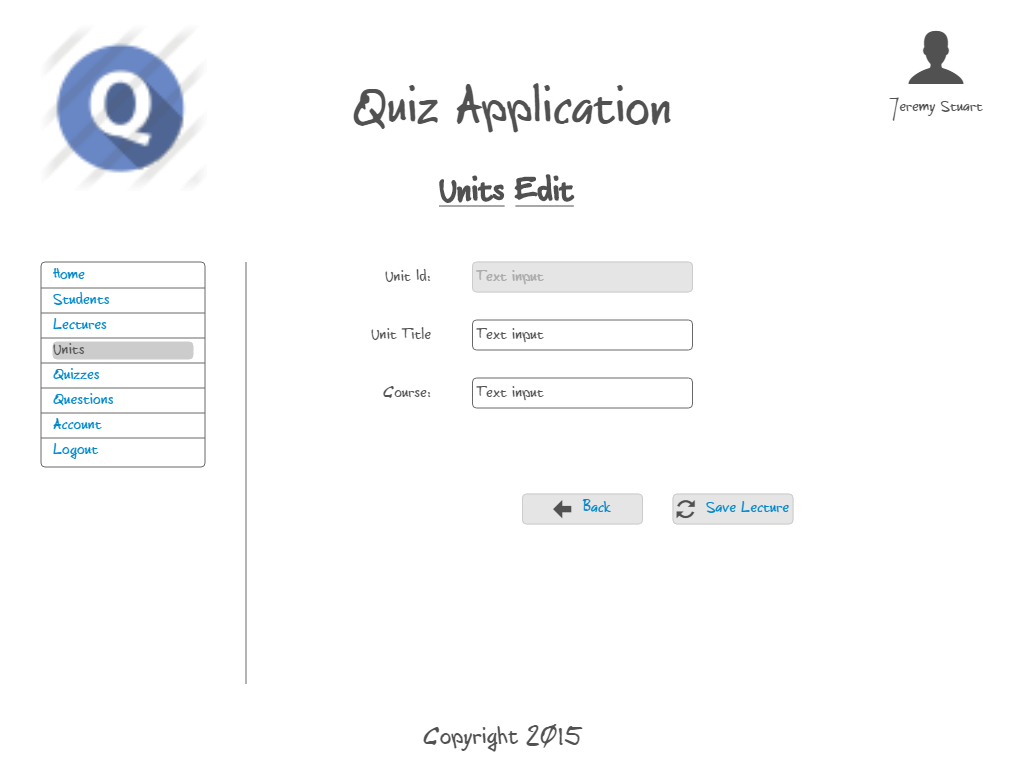 Q
Jeremy Stuart
Quiz Application
Units Edit
Home
Students
Lectures
Units
Quizzes
Questions
Account
Logout
Unit Id: Text input
Unit Title Text input
Course: Text input
Back Save Lecture
Copyright 2015